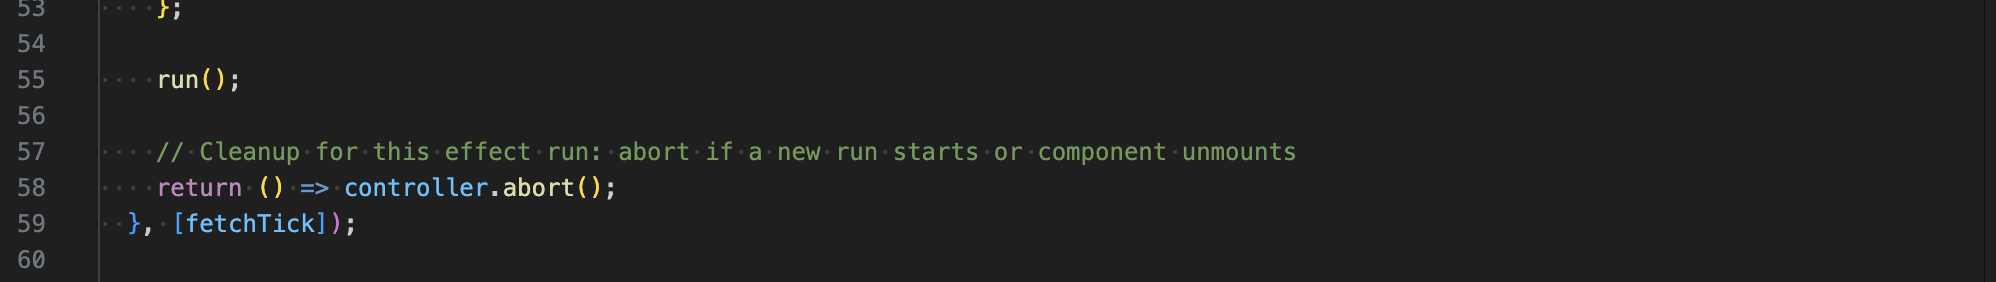 53 };
54
55 run();
56
57 // Cleanup for this effect run: abort if a new run starts or component unmounts
58 return () => controller.abort();
59 }, [fetchTick]);
60